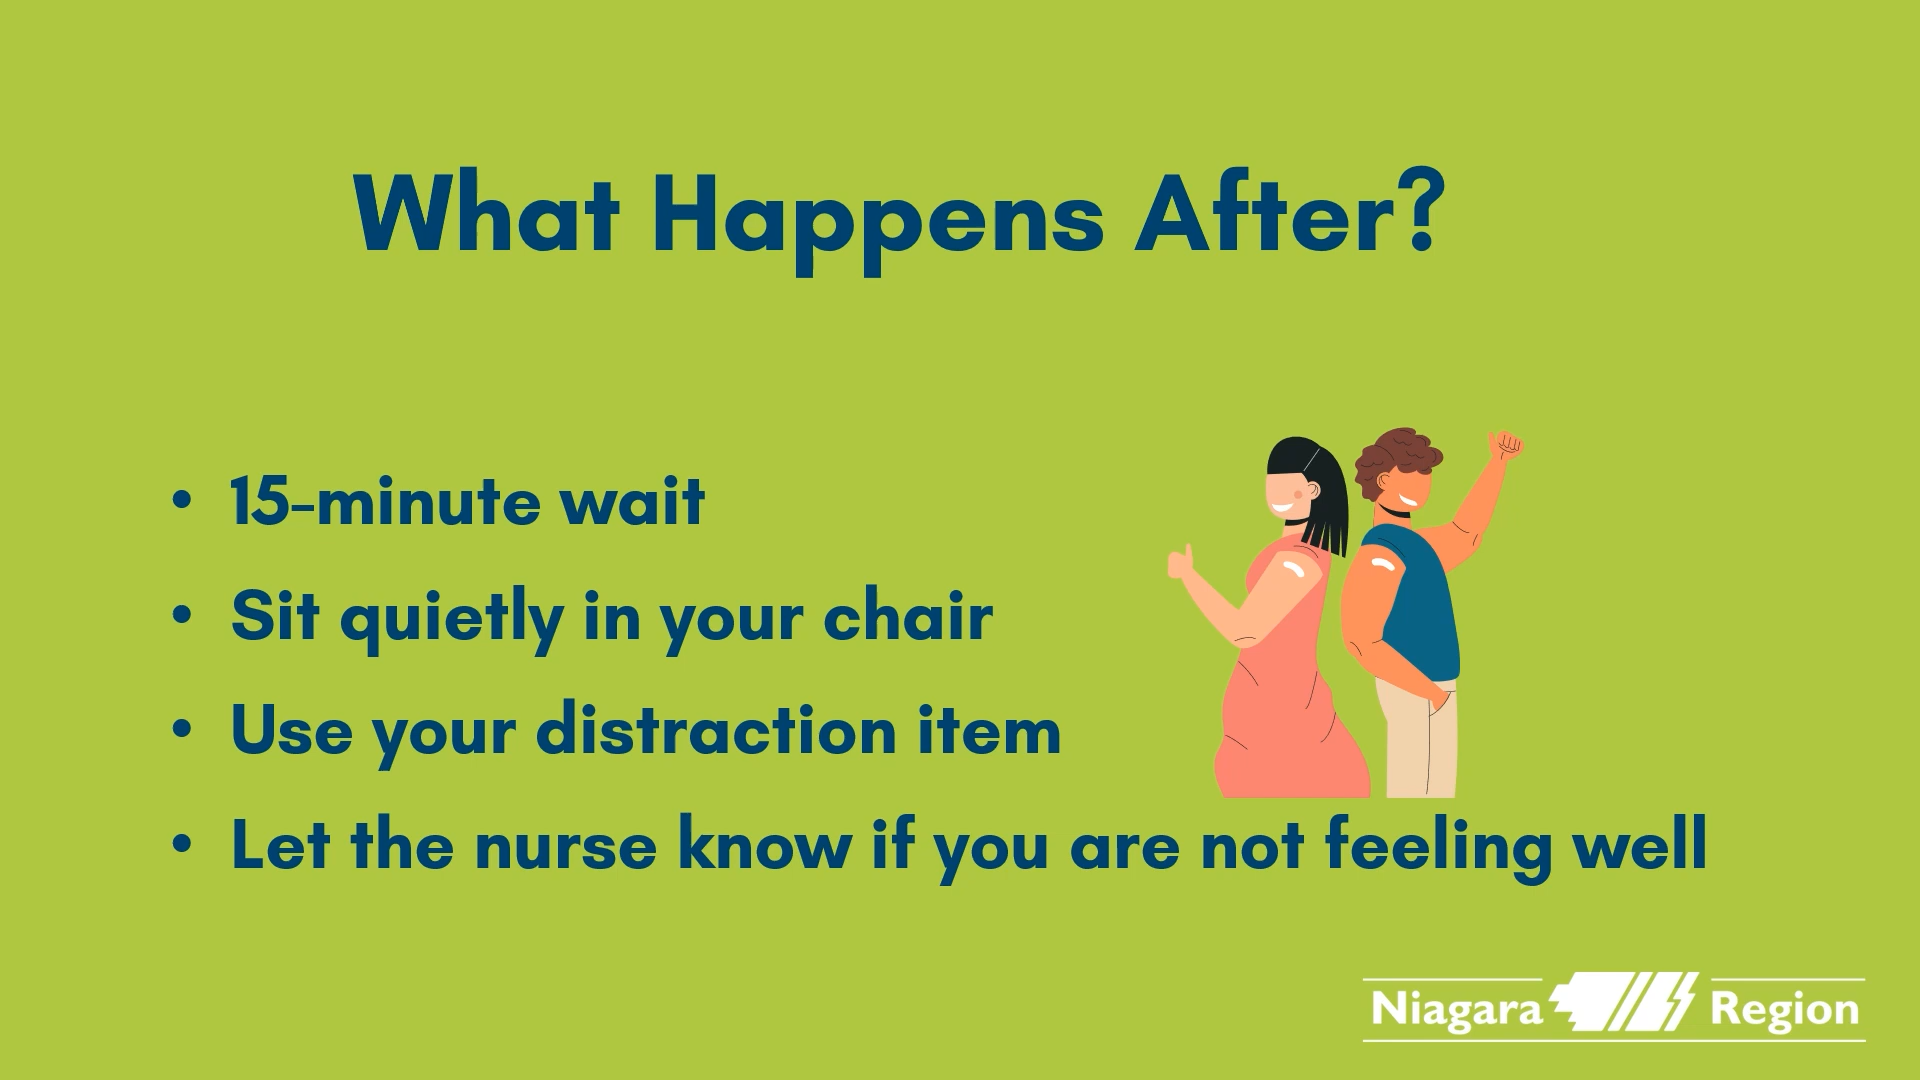 What Happens After?
• 15-minute wait
• Sit quietly in your chair
• Use your distraction item
• Let the nurse know if you are not feeling well
Niagara Region